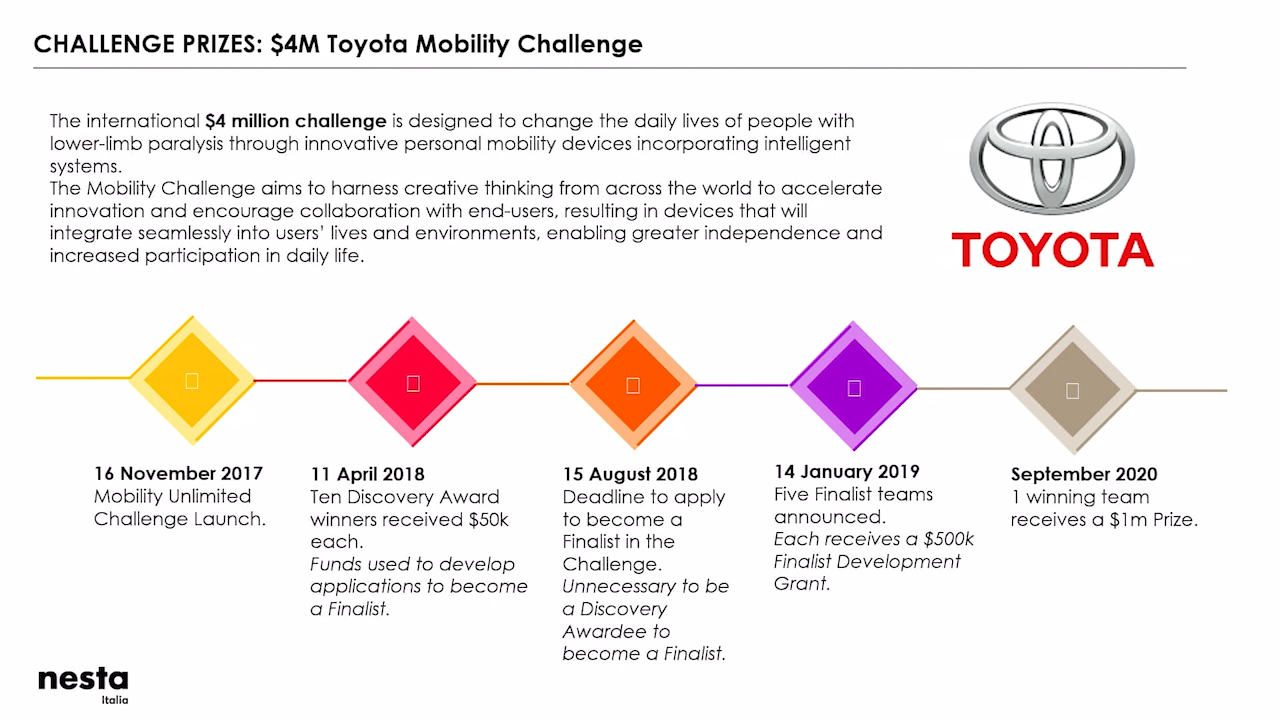 CHALLENGE PRIZES: $4M Toyota Mobility Challenge
The international $4 million challenge is designed to change the daily lives of people with
lower-limb paralysis through innovative personal mobility devices incorporating intelligent
systems.
The Mobility Challenge aims to harness creative thinking from across the world to accelerate
innovation and encourage collaboration with end-users, resulting in devices that will
integrate seamlessly into users’ lives and environments, enabling greater independence and
increased participation in daily life.
TOYOTA
16 November 2017
Mobility Unlimited
Challenge Launch.
11 April 2018
Ten Discovery Award
winners received $50k
each.
Funds used to develop
applications to become
a Finalist.
15 August 2018
Deadline to apply
to become a
Finalist in the
Challenge.
Unnecessary to be
a Discovery
Awardee to
become a Finalist.
14 January 2019
Five Finalist teams
announced.
Each receives a $500k
Finalist Development
Grant.
September 2020
1 winning team
receives a $1m Prize.
nesta
Italia